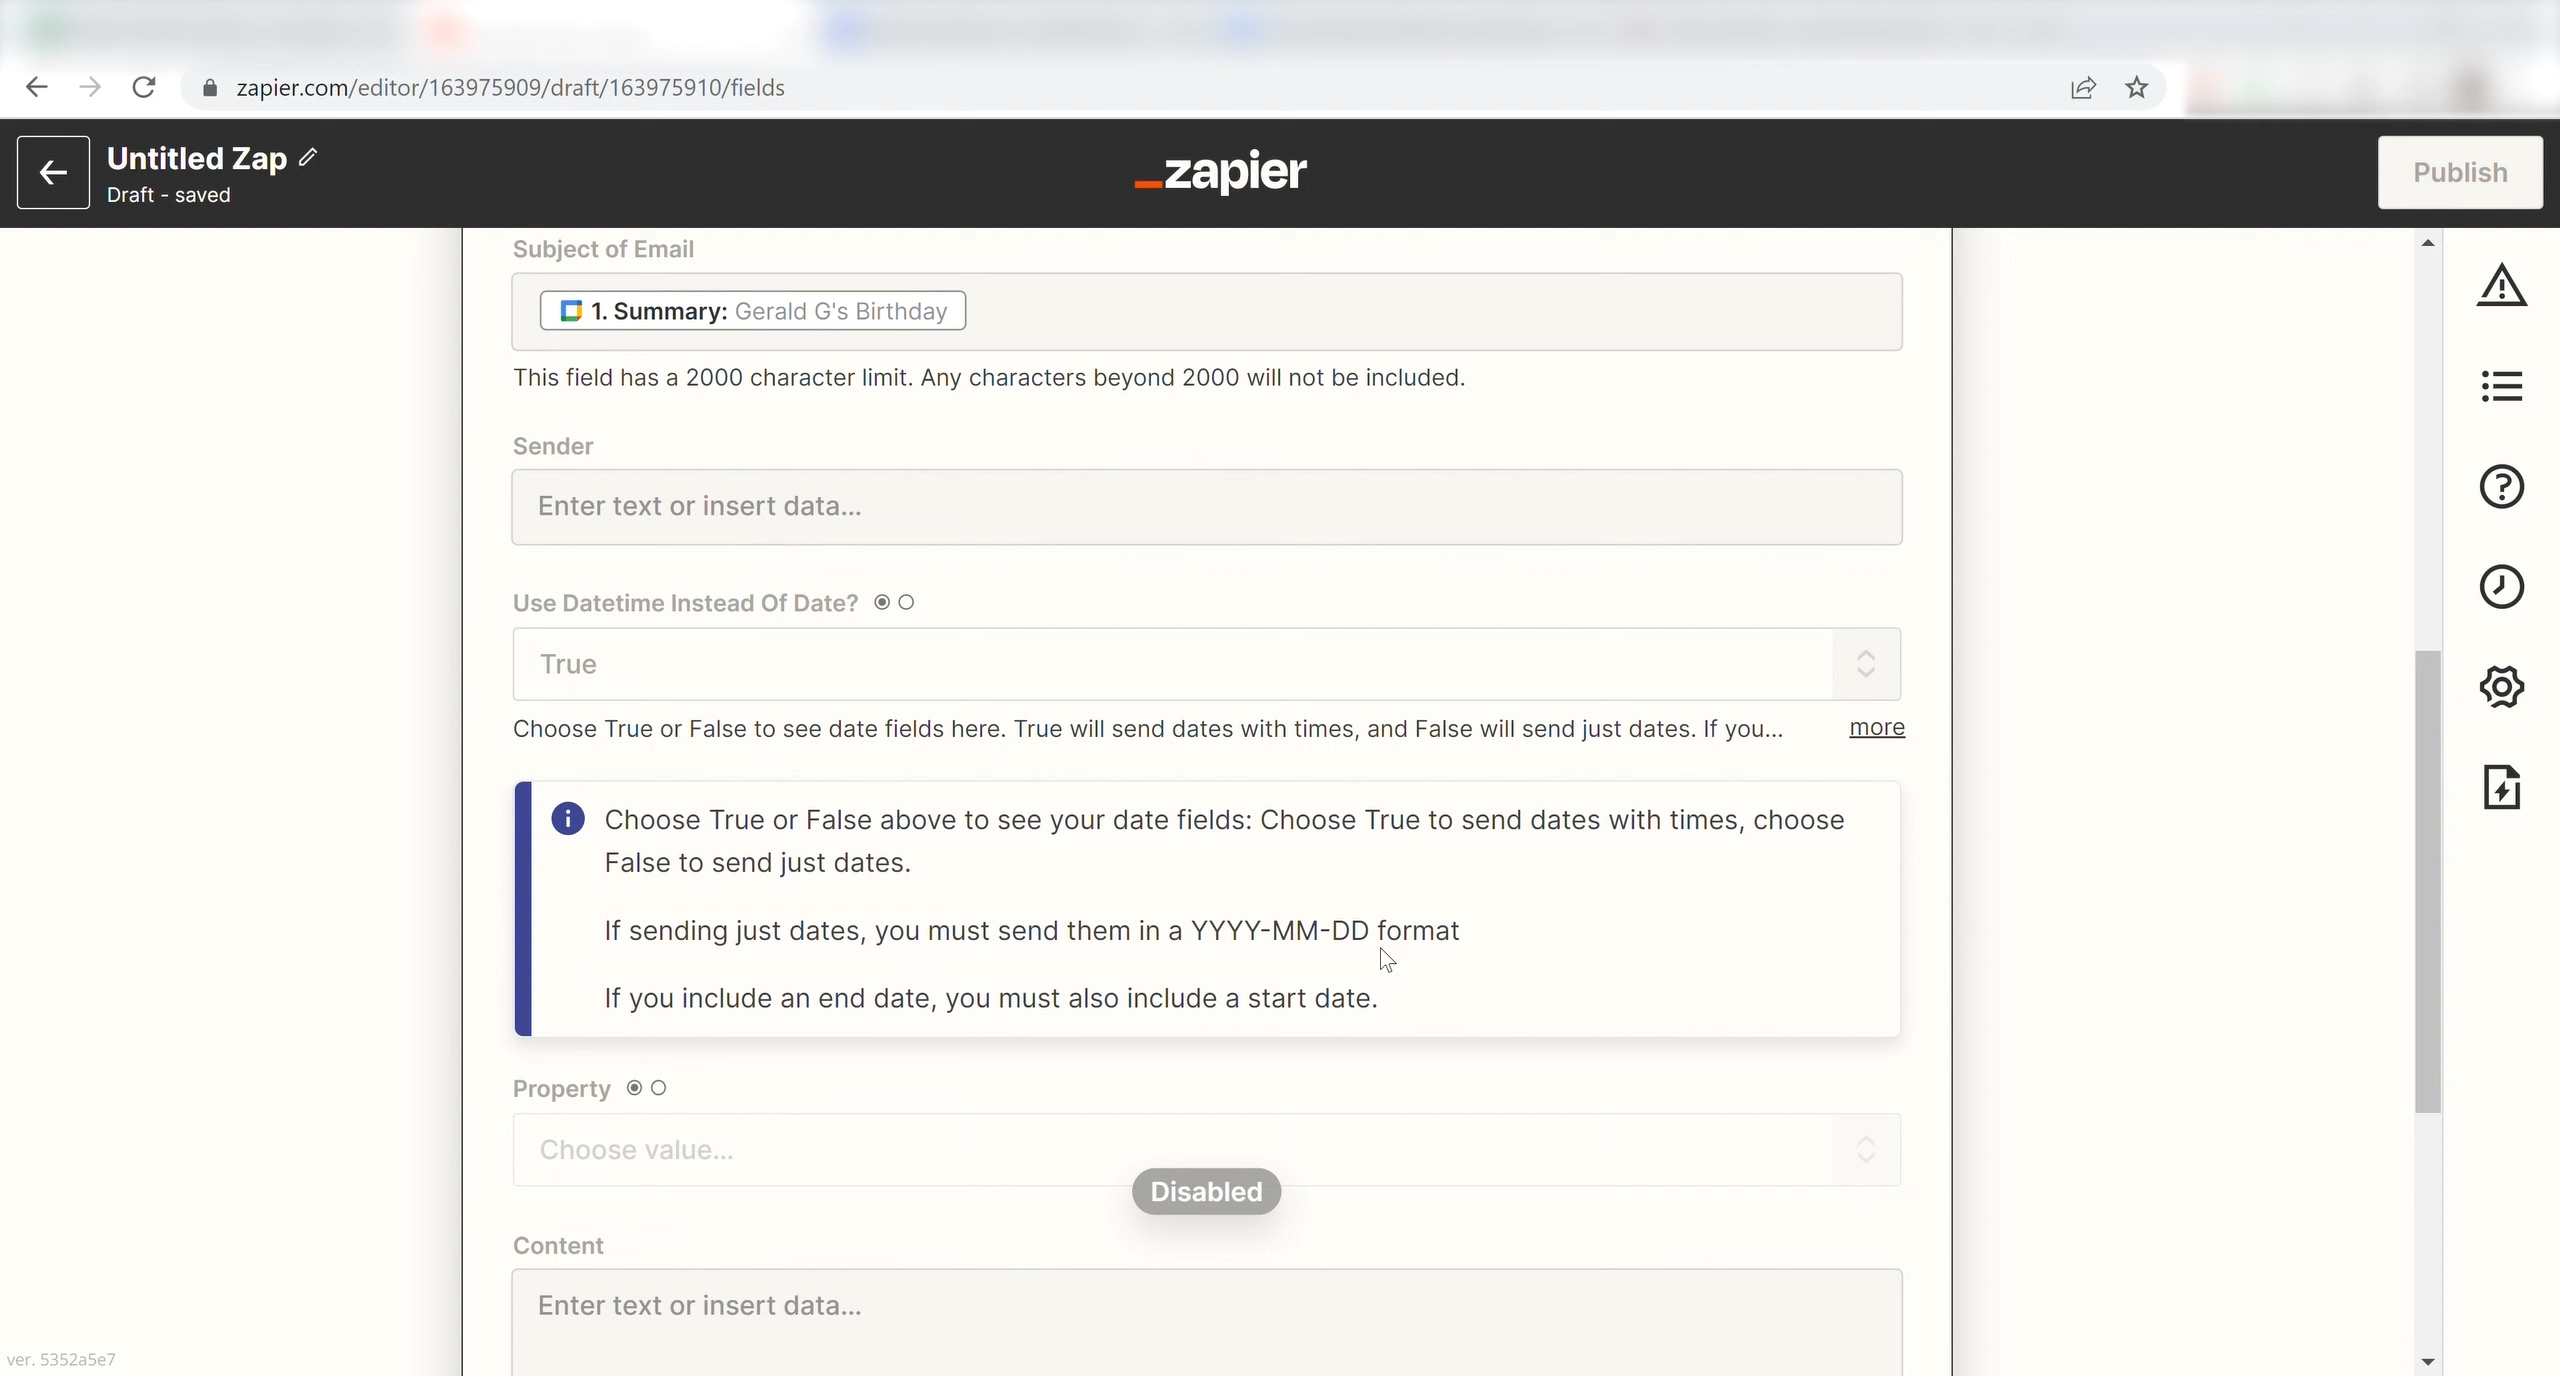 zapier.com/editor/163975909/draft/163975910/fields
Untitled Zap
Draft - saved
_zapier
Publish
Subject of Email
1. Summary: Gerald G's Birthday
This field has a 2000 character limit. Any characters beyond 2000 will not be included.
Sender
Enter text or insert data...
Use Datetime Instead Of Date?
True
Choose True or False to see date fields here. True will send dates with times, and False will send just dates. If you... more
Choose True or False above to see your date fields: Choose True to send dates with times, choose
False to send just dates.
If sending just dates, you must send them in a YYYY-MM-DD format
If you include an end date, you must also include a start date.
Property
Choose value...
Disabled
Content
Enter text or insert data...
ver. 5352a5e7